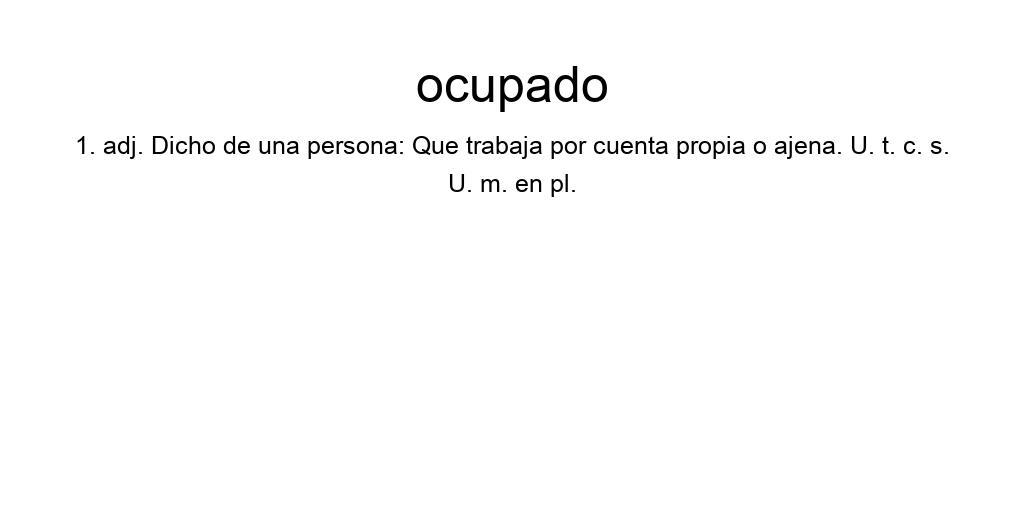 ocupado
1. adj. Dicho de una persona: Que trabaja por cuenta propia o ajena. U. t. c. s.
U. m. en pl.